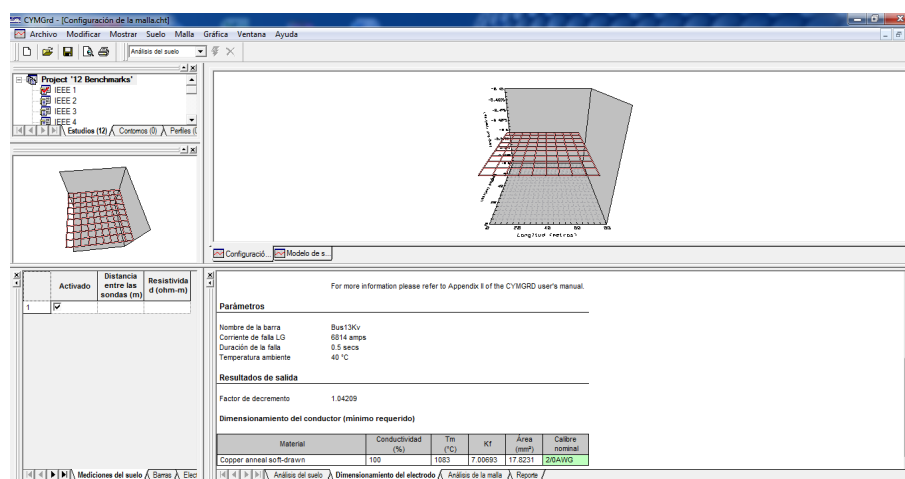 CYMGrd - [Configuración de la malla.cht]
Archivo Modificar Mostrar Suelo Malla Gráfica Ventana Ayuda
Análisis del suelo
Project '12 Benchmarks'
IEEE 1
IEEE 2
IEEE 3
IEEE 4
Estudios (12) Contornos (0) Perfiles (
Longitud (metros)
Configuració... Modelo de s...
Activado Distancia entre las sondas (m) Resistivida d (ohm-m)
1
For more information please refer to Appendix II of the CYMGRD user's manual.
Parámetros
Nombre de la barra Bus13Kv
Corriente de falla LG 6814 amps
Duración de la falla 0.5 secs
Temperatura ambiente 40 °C
Resultados de salida
Factor de decremento 1.04209
Dimensionamiento del conductor (mínimo requerido)
Material Conductividad (%) Tm (°C) Kf Área (mm²) Calibre nominal
Copper anneal soft-drawn 100 1083 7.00693 17.8231 2/0AWG
Mediciones del suelo Barras Elect
Análisis del suelo Dimensionamiento del electrodo Análisis de la malla Reporte